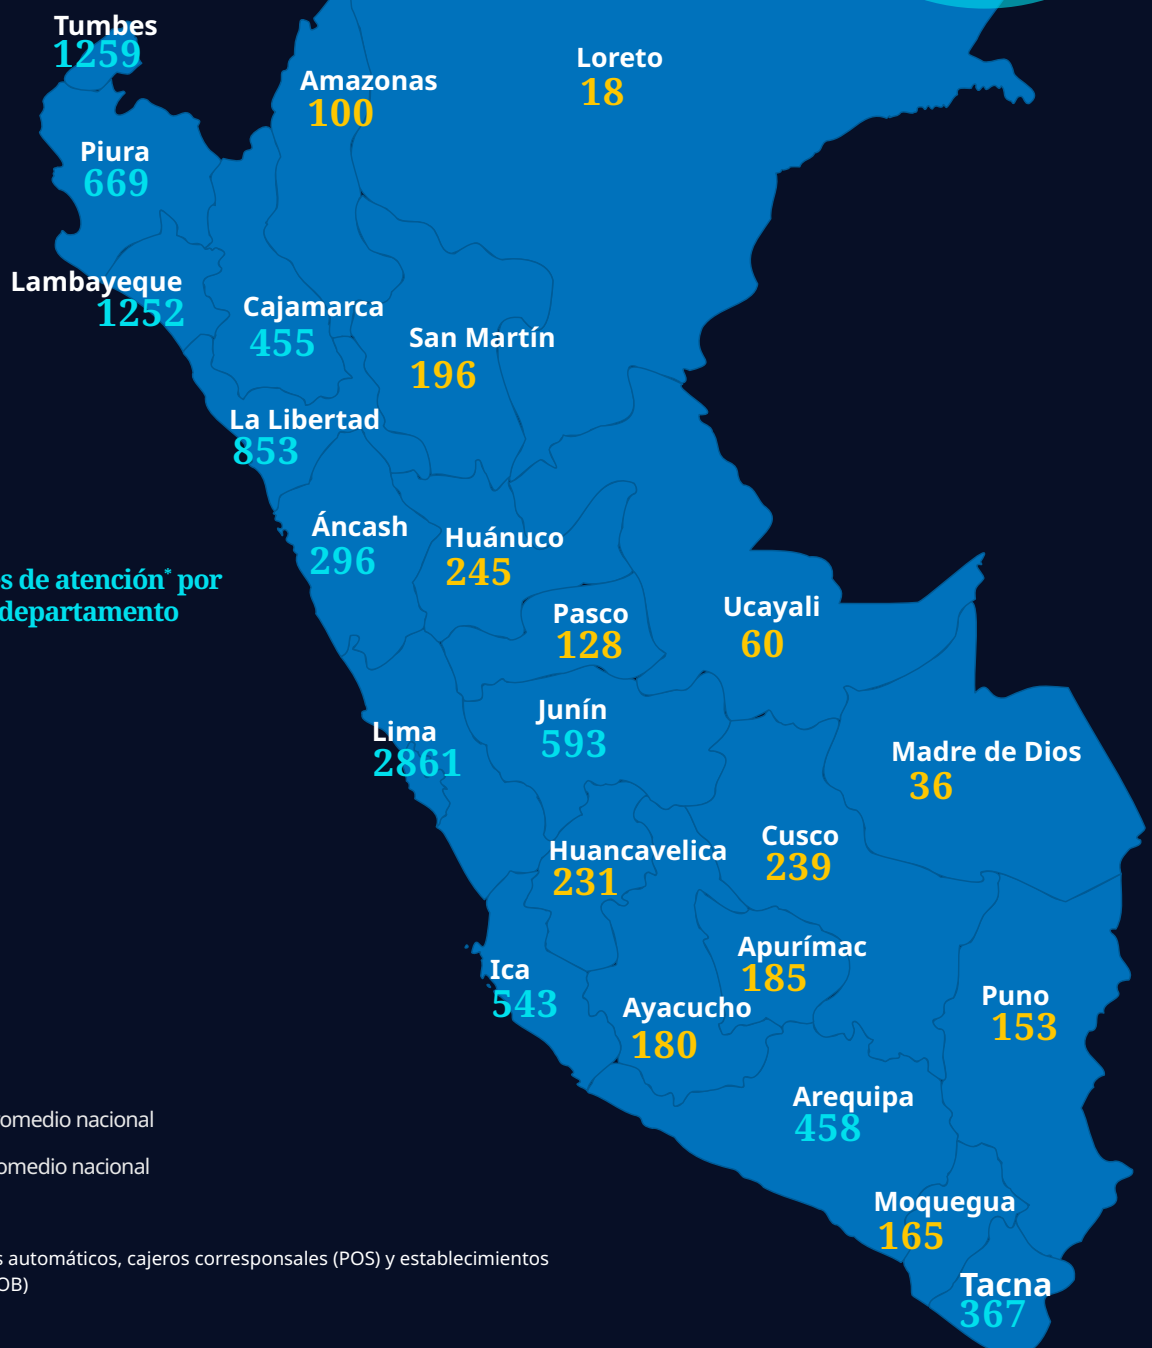 Tumbes
1259
Loreto
18
Amazonas
100
Piura
669
Lambayeque
1252
Cajamarca
455
San Martín
196
La Libertad
853
Áncash
296
Huánuco
245
s de atención* por
departamento
Pasco
128
Ucayali
60
Junín
593
Lima
2861
Madre de Dios
36
Cusco
239
Huancavelica
231
Apurímac
185
Ica
543
Ayacucho
180
Puno
153
Arequipa
458
omedio nacional
omedio nacional
Moquegua
165
s automáticos, cajeros corresponsales (POS) y establecimientos
OB)
Tacna
367